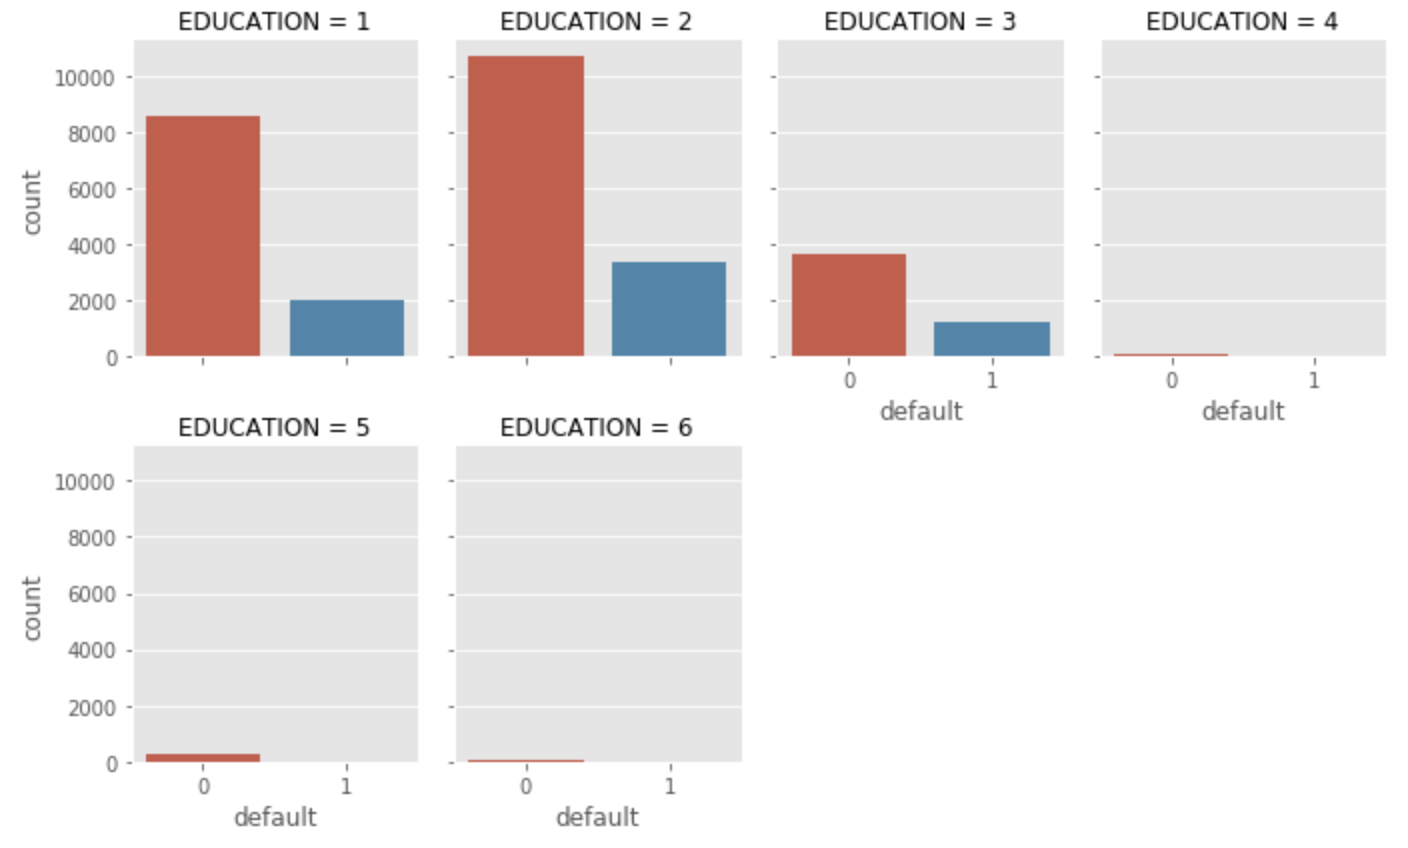 EDUCATION = 1
EDUCATION = 2
EDUCATION = 3
EDUCATION = 4
count
10000
8000
6000
4000
2000
0
0 1
default
0 1
default
EDUCATION = 5
EDUCATION = 6
count
10000
8000
6000
4000
2000
0
0 1
default
0 1
default